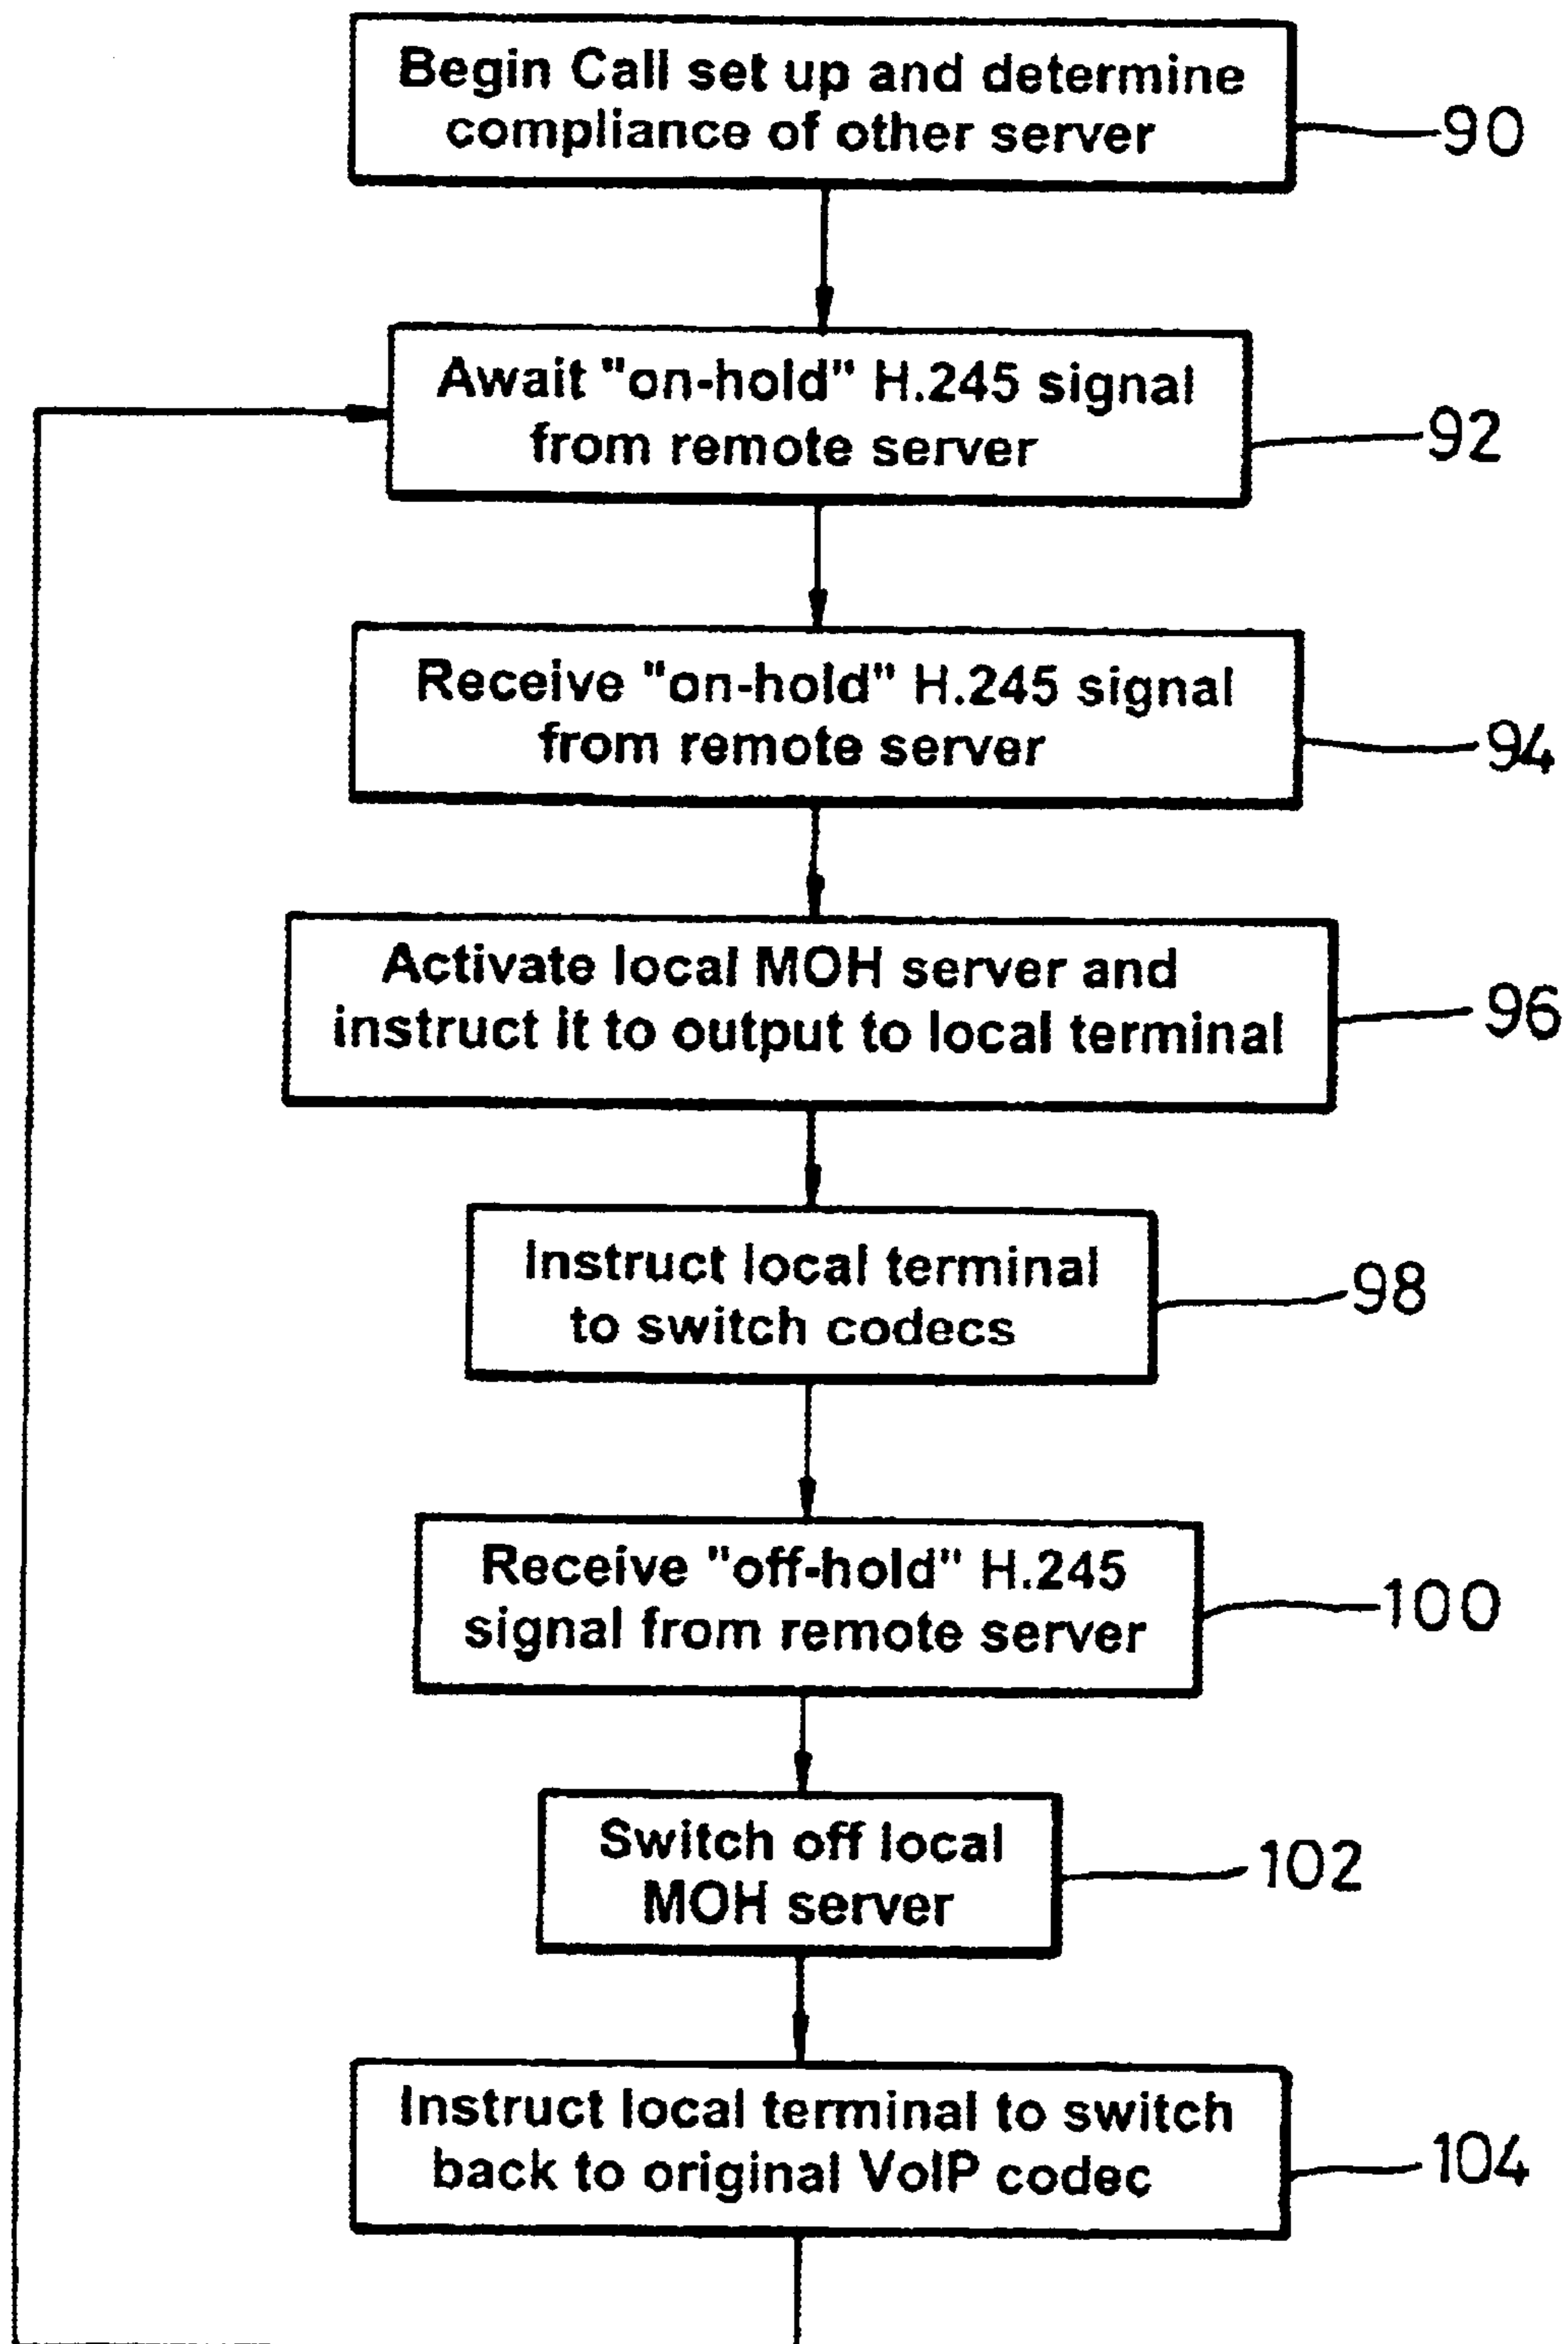 Begin Call set up and determine
compliance of other server
90
Await "on-hold" H.245 signal
from remote server
92
Receive "on-hold" H.245 signal
from remote server
94
Activate local MOH server and
instruct it to output to local terminal
96
Instruct local terminal
to switch codecs
98
Receive "off-hold" H.245
signal from remote server
100
Switch off local
MOH server
102
Instruct local terminal to switch
back to original VoIP codec
104